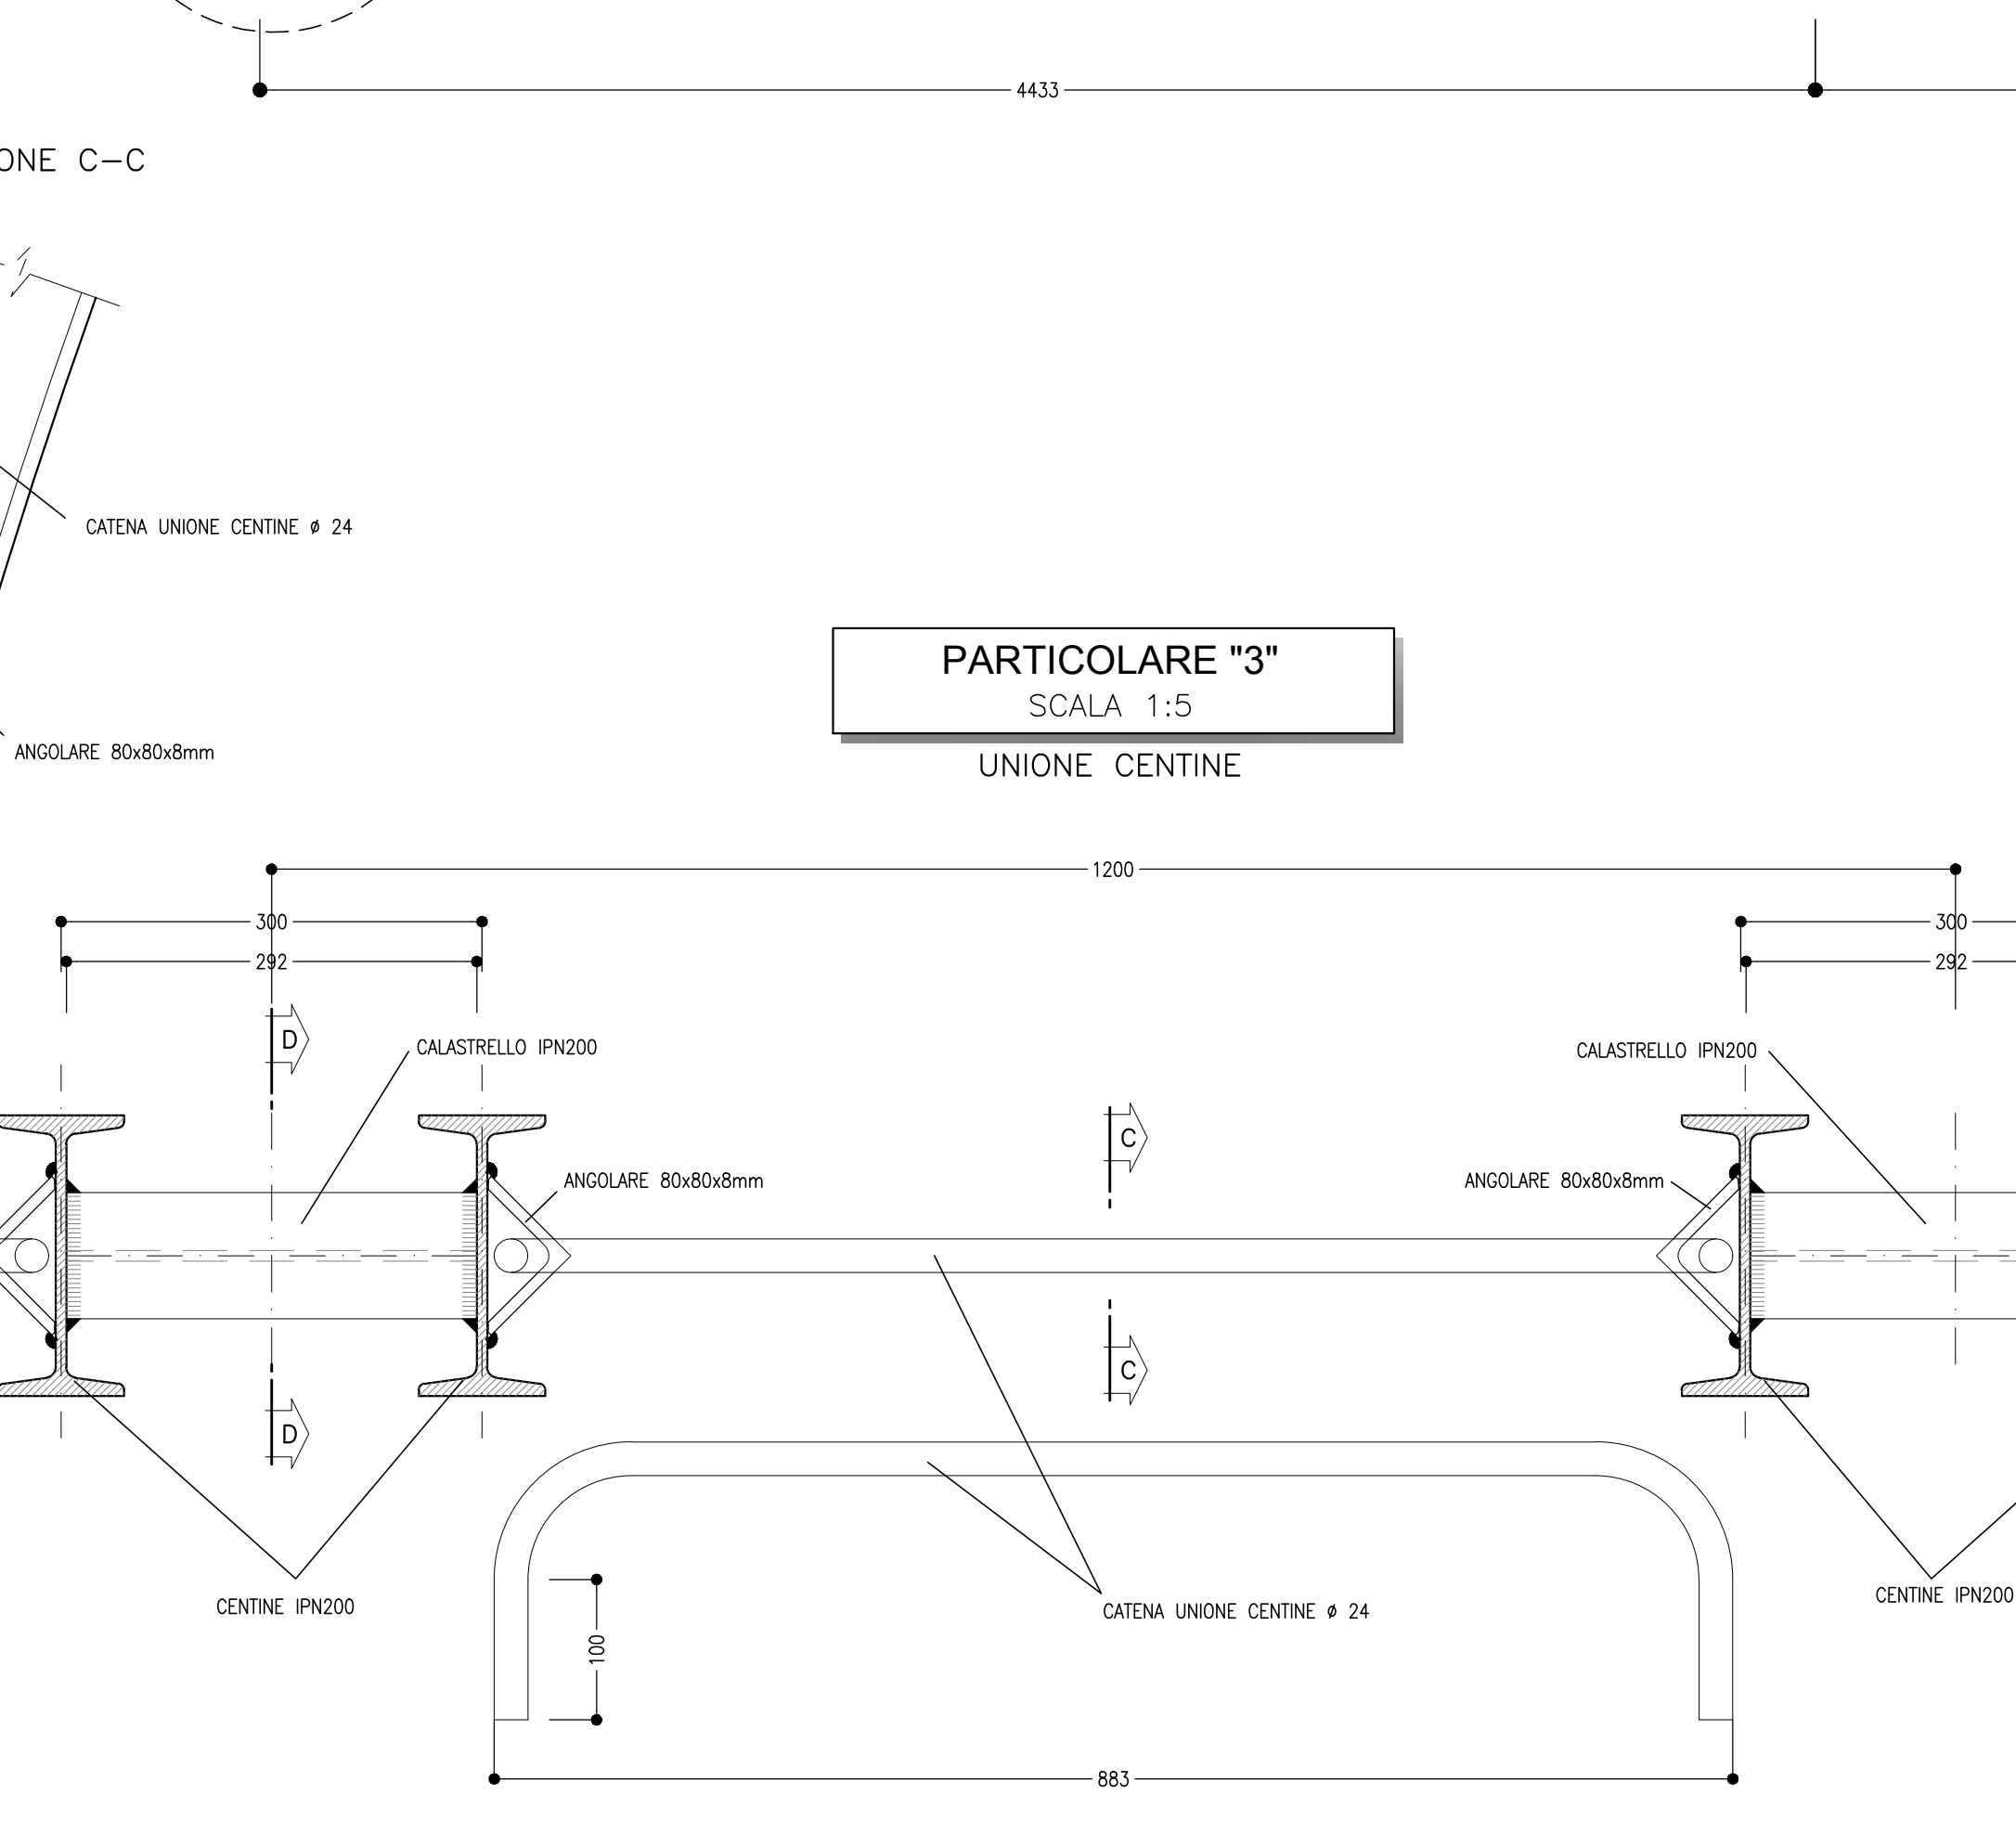 4433
ONE C-C
CATENA UNIONE CENTINE ø 24
PARTICOLARE "3"
SCALA 1:5
ANGOLARE 80x80x8mm
UNIONE CENTINE
1200
300
300
292
292
D
CALASTRELLO IPN200
CALASTRELLO IPN200
C
ANGOLARE 80x80x8mm
ANGOLARE 80x80x8mm
C
D
CENTINE IPN200
CENTINE IPN200
CATENA UNIONE CENTINE ø 24
100
883